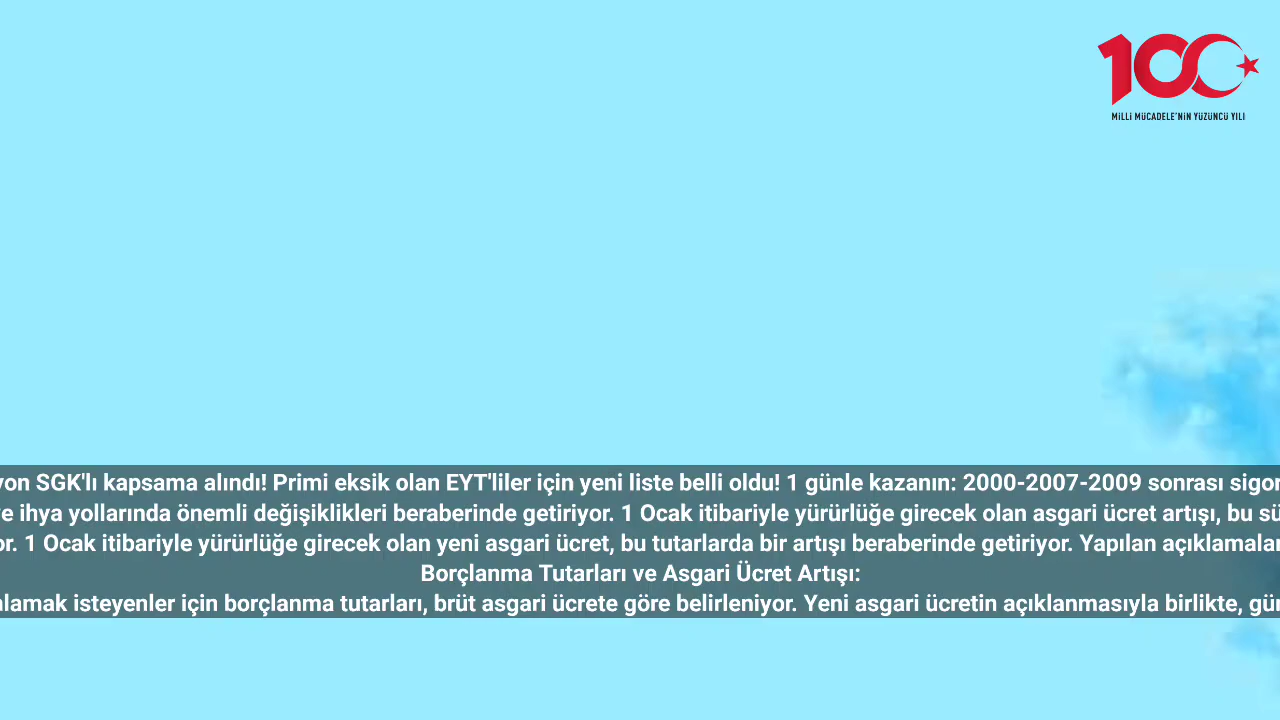 MİLLİ MÜCADELE'NİN YÜZÜNCÜ YILI
SGK'lı kapsama alındı! Primi eksik olan EYT'liler için yeni liste belli oldu! 1 günle kazanın: 2000-2007-2009 sonrası
ihya yollarında önemli değişiklikleri beraberinde getiriyor. 1 Ocak itibariyle yürürlüğe girecek olan asgari ücret artışı, bu
1 Ocak itibariyle yürürlüğe girecek olan yeni asgari ücret, bu tutarlarda bir artışı beraberinde getiriyor. Yapılan
Borçlanma Tutarları ve Asgari Ücret Artışı:
isteyenler için borçlanma tutarları, brüt asgari ücrete göre belirleniyor. Yeni asgari ücretin açıklanmasıyla birlikte,